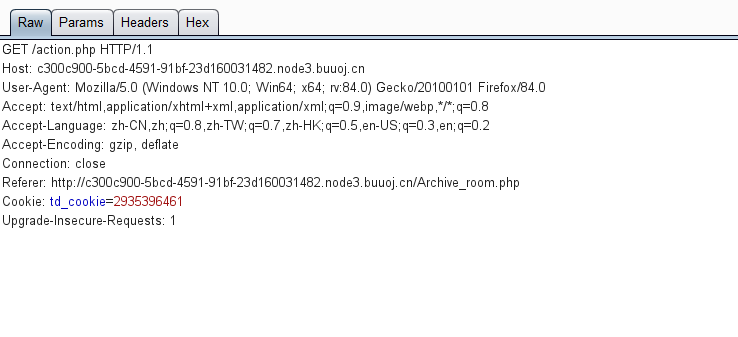 Raw Params Headers Hex
GET /action.php HTTP/1.1
Host: c300c900-5bcd-4591-91bf-23d160031482.node3.buuoj.cn
User-Agent: Mozilla/5.0 (Windows NT 10.0; Win64; x64; rv:84.0) Gecko/20100101 Firefox/84.0
Accept: text/html,application/xhtml+xml,application/xml;q=0.9,image/webp,*/*;q=0.8
Accept-Language: zh-CN,zh;q=0.8,zh-TW;q=0.7,zh-HK;q=0.5,en-US;q=0.3,en;q=0.2
Accept-Encoding: gzip, deflate
Connection: close
Referer: http://c300c900-5bcd-4591-91bf-23d160031482.node3.buuoj.cn/Archive_room.php
Cookie: td_cookie=2935396461
Upgrade-Insecure-Requests: 1